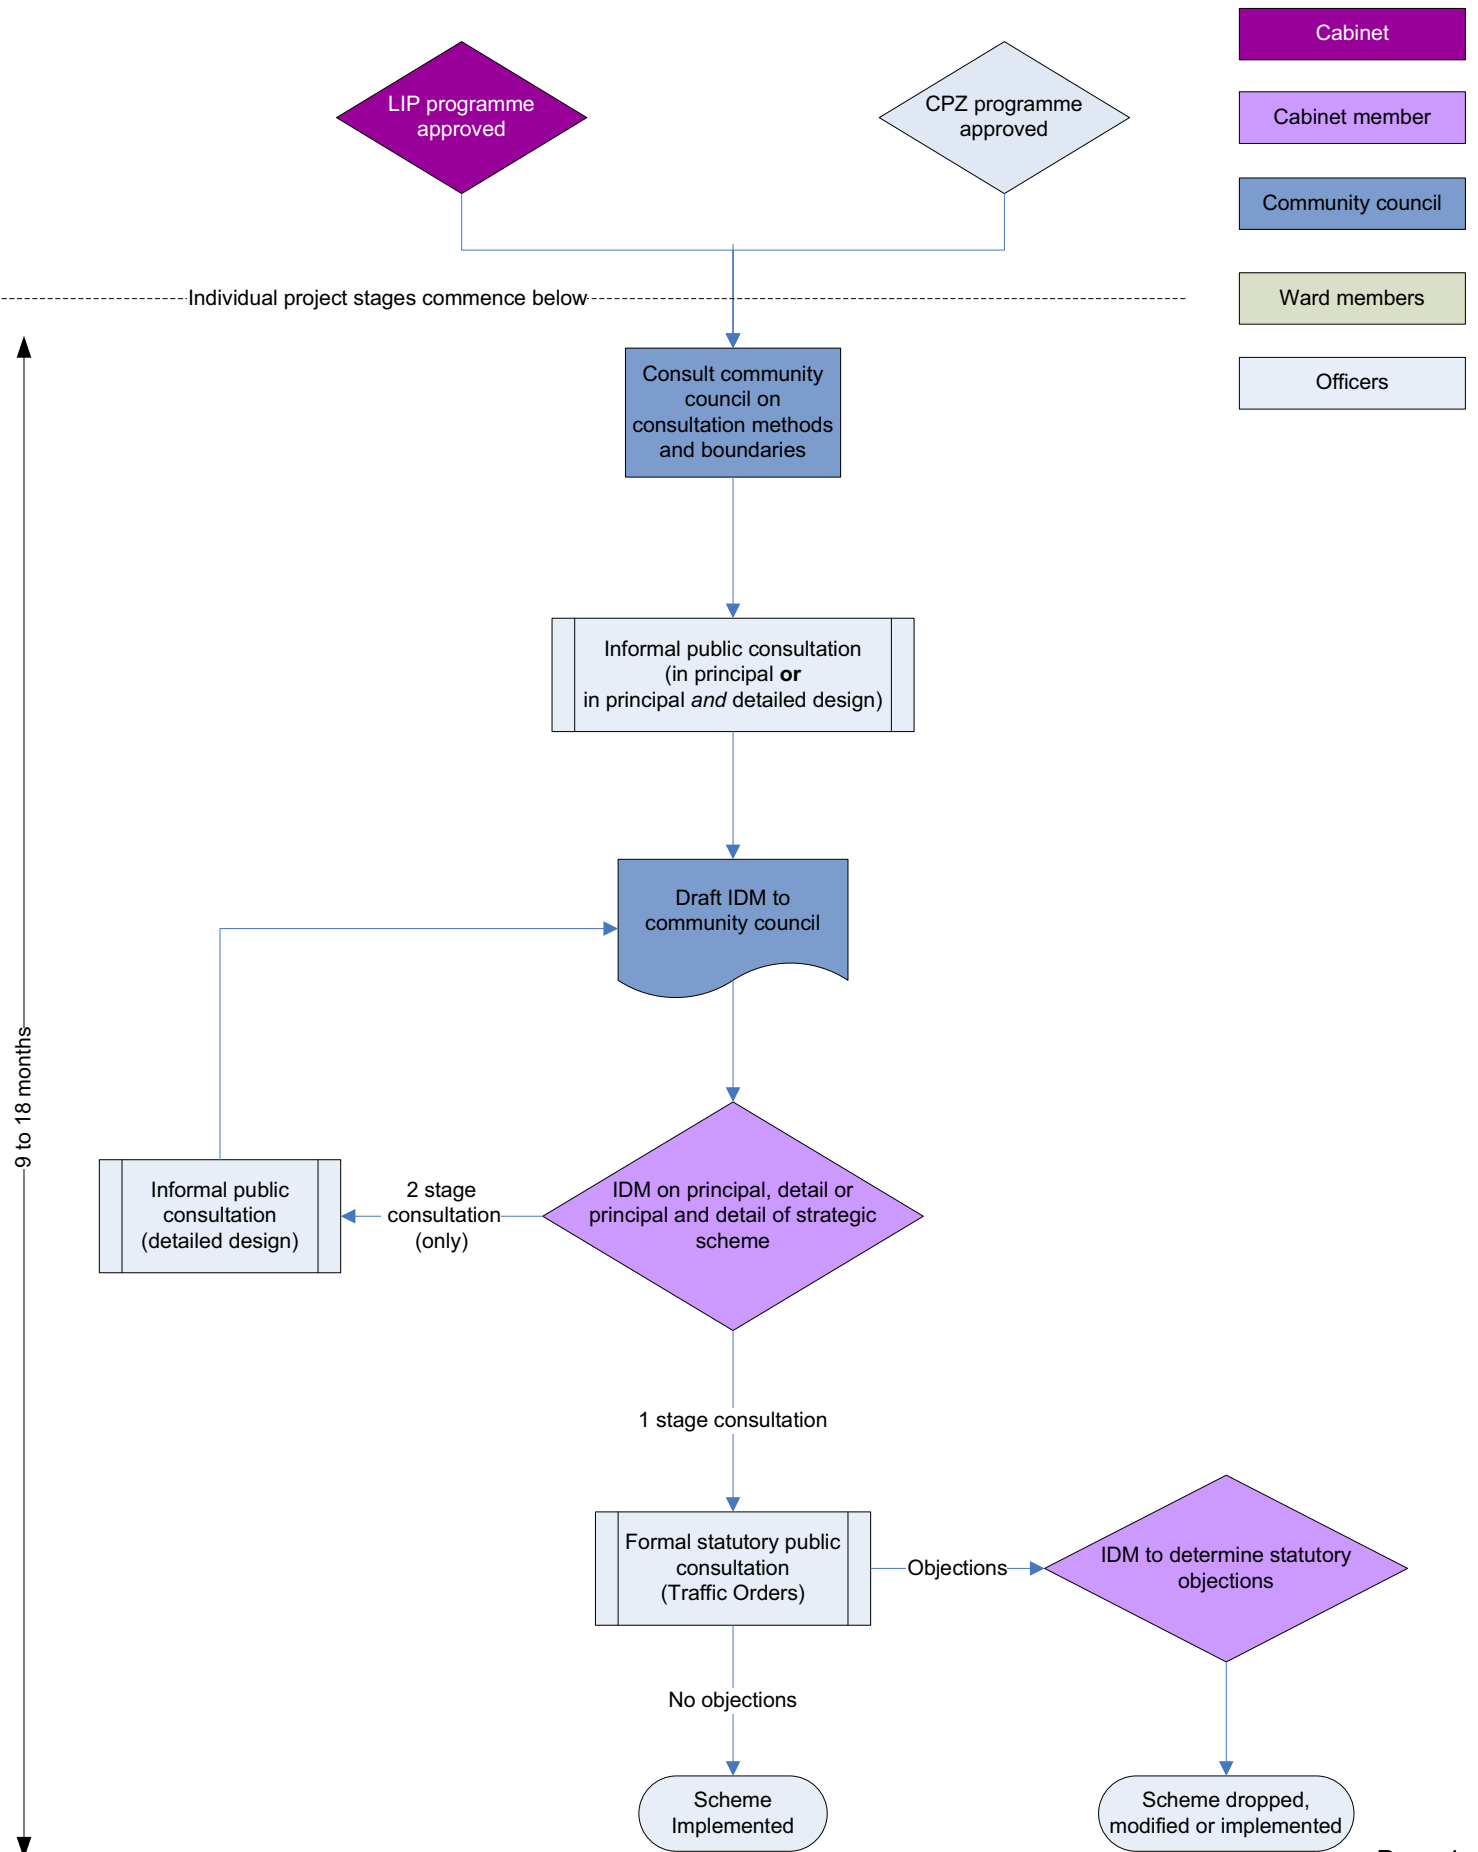 Cabinet
LIP programme
approved
CPZ programme
approved
Cabinet member
Community council
Individual project stages commence below
Ward members
Officers
Consult community
council on
consultation methods
and boundaries
Informal public consultation
(in principal or
in principal and detailed design)
Draft IDM to
community council
9 to 18 months
Informal public
consultation
(detailed design)
2 stage
consultation
(only)
IDM on principal, detail or
principal and detail of strategic
scheme
1 stage consultation
Formal statutory public
consultation
(Traffic Orders)
Objections
IDM to determine statutory
objections
No objections
Scheme
Implemented
Scheme dropped,
modified or implemented